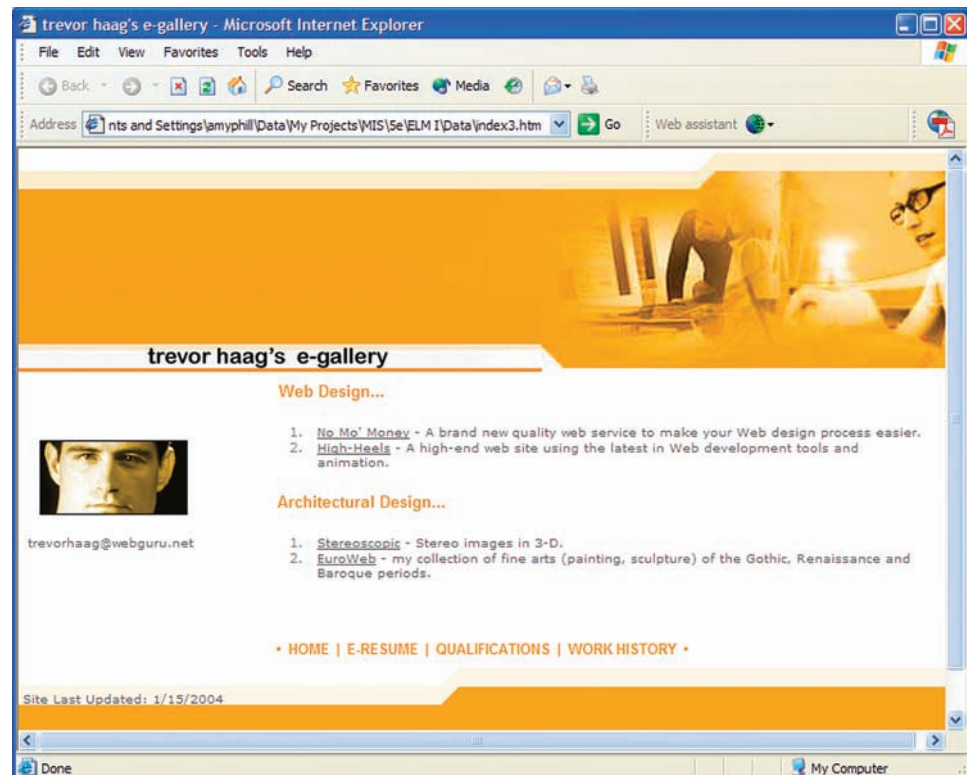 trevor haag's e-gallery - Microsoft Internet Explorer
File Edit View Favorites Tools Help
Back Search Favorites Media
Address nts and Settings\amyphill\Data\My Projects\MIS\5e\ELM I\Data\index3.htm Go Web assistant
trevor haag's e-gallery
Web Design...
1. No Mo' Money - A brand new quality web service to make your Web design process easier.
2. High-Heels - A high-end web site using the latest in Web development tools and
animation.
Architectural Design...
trevorhaag@webguru.net
1. Stereoscopic - Stereo images in 3-D.
2. EuroWeb - my collection of fine arts (painting, sculpture) of the Gothic, Renaissance and
Baroque periods.
• HOME | E-RESUME | QUALIFICATIONS | WORK HISTORY •
Site Last Updated: 1/15/2004
Done My Computer